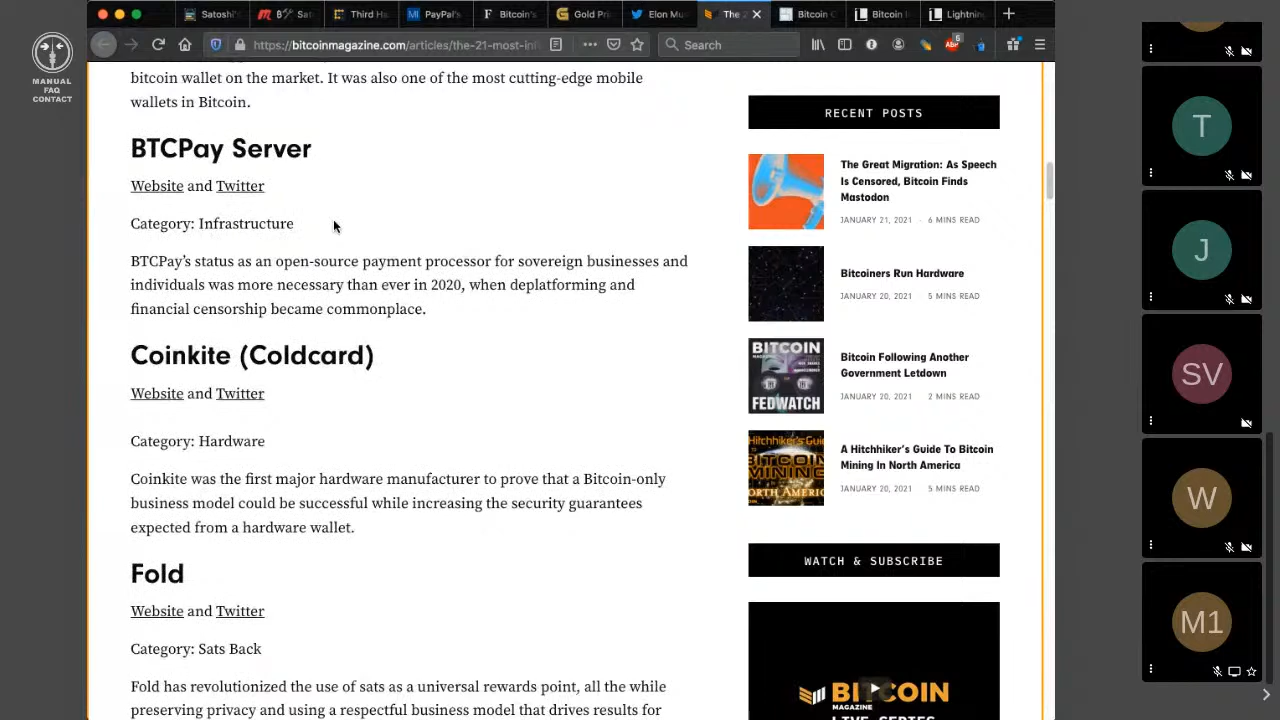 Satoshi's
B Sat
Third Ha
PayPal's
Bitcoin's
Gold Pri
Elon Mu
The 2
Bitcoin O
Bitcoin
Lightnin
https://bitcoinmagazine.com/articles/the-21-most-in
Search
5
MANUAL
FAQ
CONTACT
bitcoin wallet on the market. It was also one of the most cutting-edge mobile
wallets in Bitcoin.
BTCPay Server
Website and Twitter
Category: Infrastructure
BTCPay's status as an open-source payment processor for sovereign businesses and
individuals was more necessary than ever in 2020, when deplatforming and
financial censorship became commonplace.
Coinkite (Coldcard)
Website and Twitter
Category: Hardware
Coinkite was the first major hardware manufacturer to prove that a Bitcoin-only
business model could be successful while increasing the security guarantees
expected from a hardware wallet.
Fold
Website and Twitter
Category: Sats Back
Fold has revolutionized the use of sats as a universal rewards point, all the while
preserving privacy and using a respectful business model that drives results for
RECENT POSTS
The Great Migration: As Speech
Is Censored, Bitcoin Finds
Mastodon
JANUARY 21, 2021 · 6 MINS READ
Bitcoiners Run Hardware
JANUARY 20, 2021 5 MINS READ
BITCOIN
FEDWATCH
Bitcoin Following Another
Government Letdown
JANUARY 20, 2021 2 MINS READ
Hitchhiker's Guid
BITCOIN
MINING
NORTH AMERIC
A Hitchhiker's Guide To Bitcoin
Mining In North America
JANUARY 20, 2021 5 MINS READ
WATCH & SUBSCRIBE
BITCOIN
MAGAZINE
LIVE SERIES
T
J
SV
W
M1